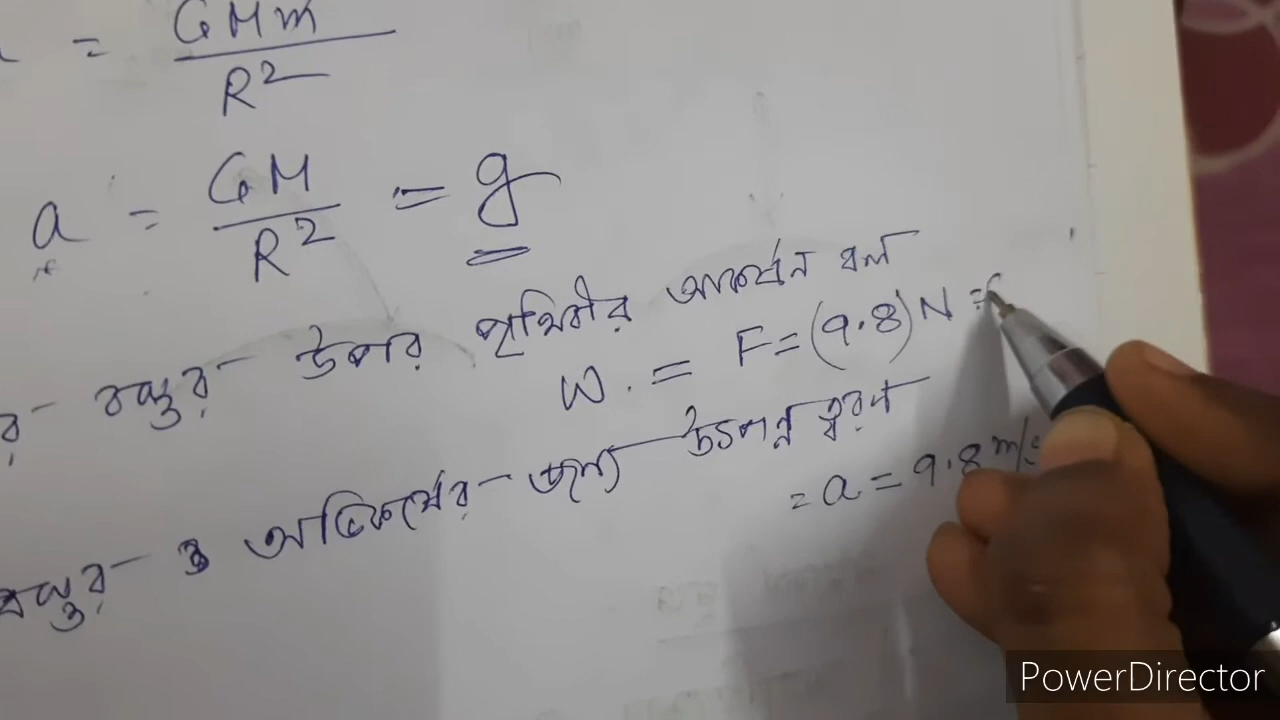 = GMm
R²
a = GM/R² = g
র বস্তুর উপর পৃথিবীর আকর্ষন বল
W. = F = (9.8) N =
বস্তুর ও অভিকর্ষের জন্য উৎপন্ন ত্বরণ
= a = 9.8 m/s
PowerDirector